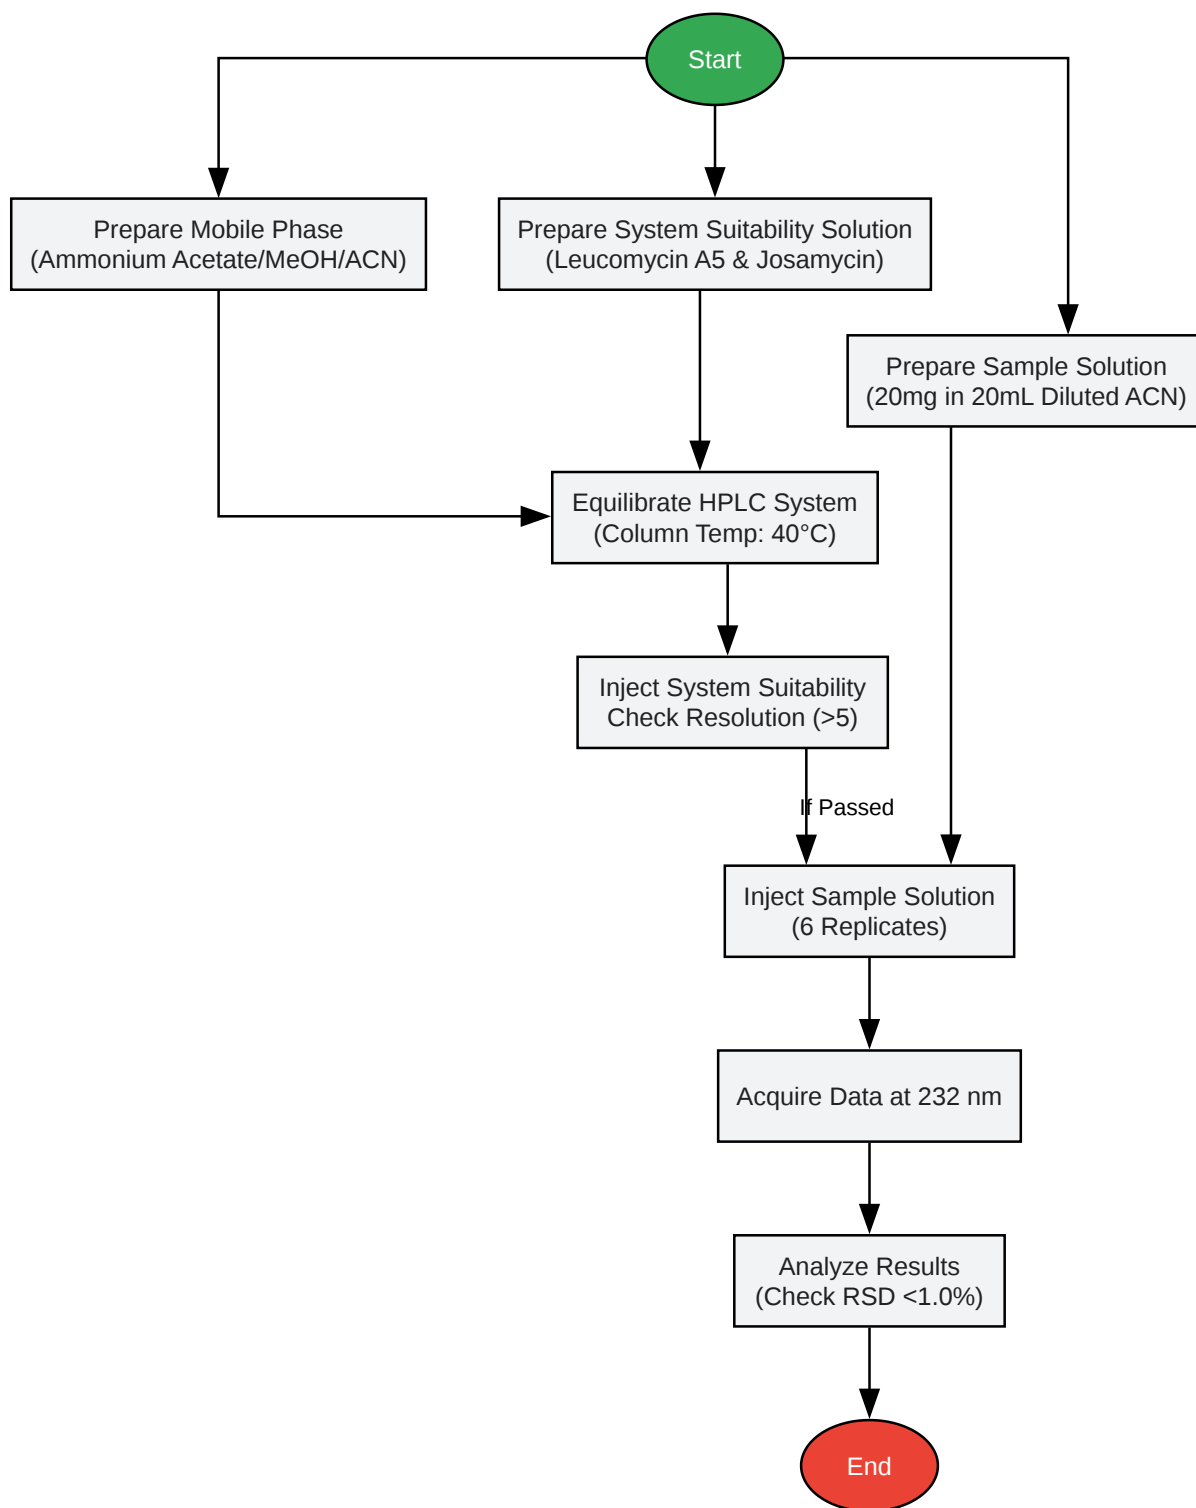 Start
Prepare Mobile Phase
(Ammonium Acetate/MeOH/ACN)
Prepare System Suitability Solution
(Leucomycin A5 & Josamycin)
Prepare Sample Solution
(20mg in 20mL Diluted ACN)
Equilibrate HPLC System
(Column Temp: 40°C)
Inject System Suitability
Check Resolution (>5)
If Passed
Inject Sample Solution
(6 Replicates)
Acquire Data at 232 nm
Analyze Results
(Check RSD <1.0%)
End